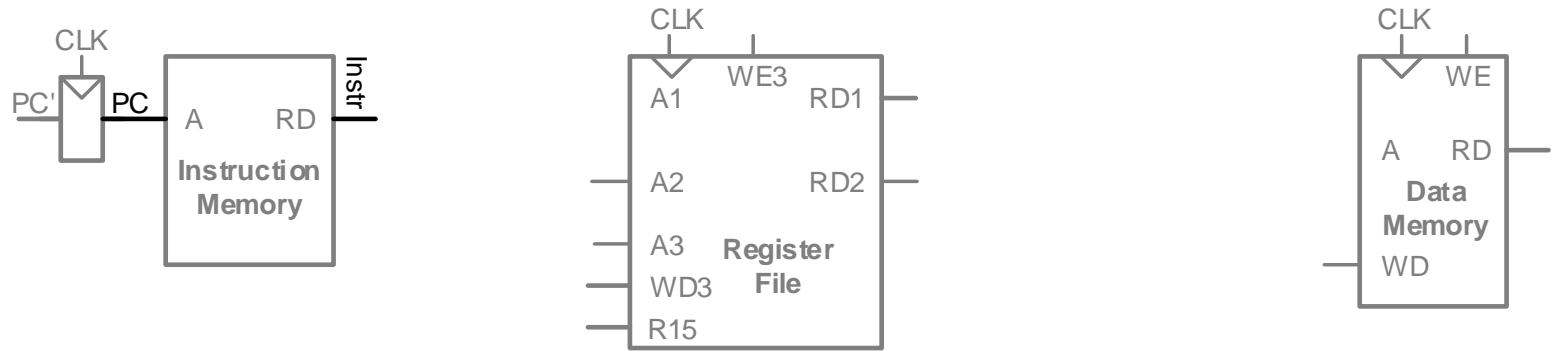 CLK
PC'
PC
A
RD
Instr
Instruction
Memory
CLK
WE3
A1
RD1
A2
RD2
A3
WD3
R15
Register
File
CLK
WE
A
RD
Data
Memory
WD